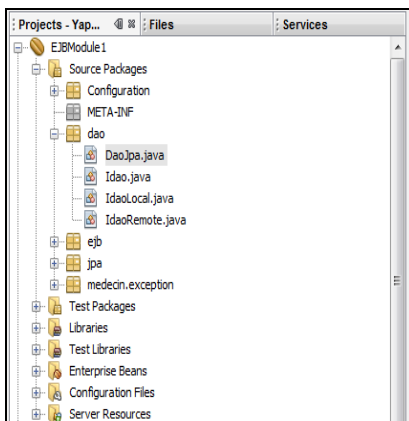 Projects - Yap... Files Services
EJBModule1
Source Packages
Configuration
META-INF
dao
DaoJpa.java
Idao.java
IdaoLocal.java
IdaoRemote.java
ejb
jpa
medecin.exception
Test Packages
Libraries
Test Libraries
Enterprise Beans
Configuration Files
Server Resources